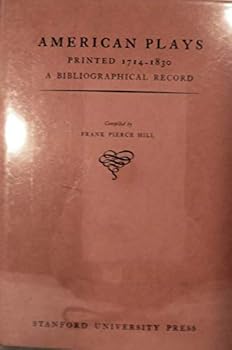 AMERICAN PLAYS
PRINTED 1714-1830
A BIBLIOGRAPHICAL RECORD
Compiled by
FRANK PIERCE HILL
STANFORD UNIVERSITY PRESS